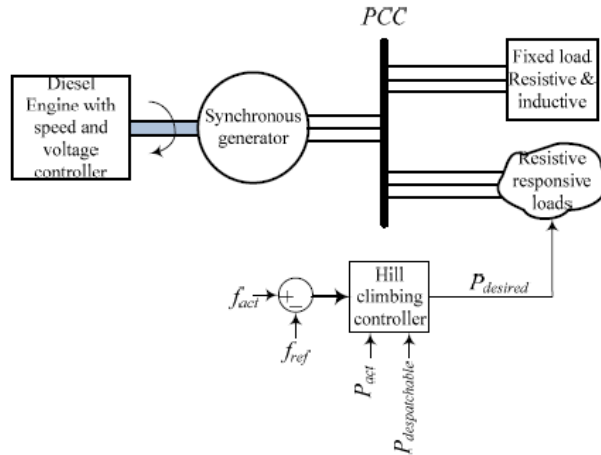 PCC
Diesel
Engine with
speed and
voltage
controller
Synchronous
generator
Fixed load
Resistive &
inductive
Resistive
responsive
loads
f_act
+
−
f_ref
Hill
climbing
controller
P_desired
P_act
P_despatchable